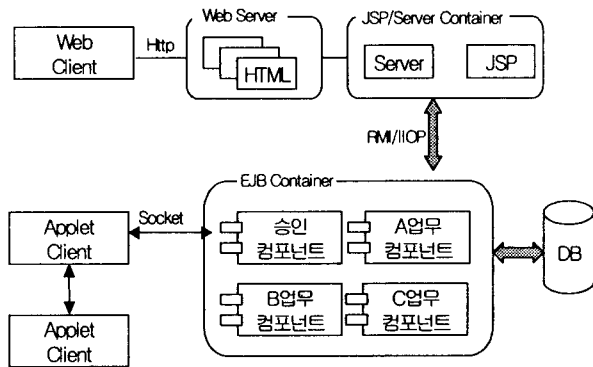 Web Server
JSP/Server Container
Web
Client
Http
HTML
Server
JSP
RMI/IIOP
EJB Container
Applet
Client
Socket
승인
컴포넌트
A업무
컴포넌트
DB
B업무
컴포넌트
C업무
컴포넌트
Applet
Client